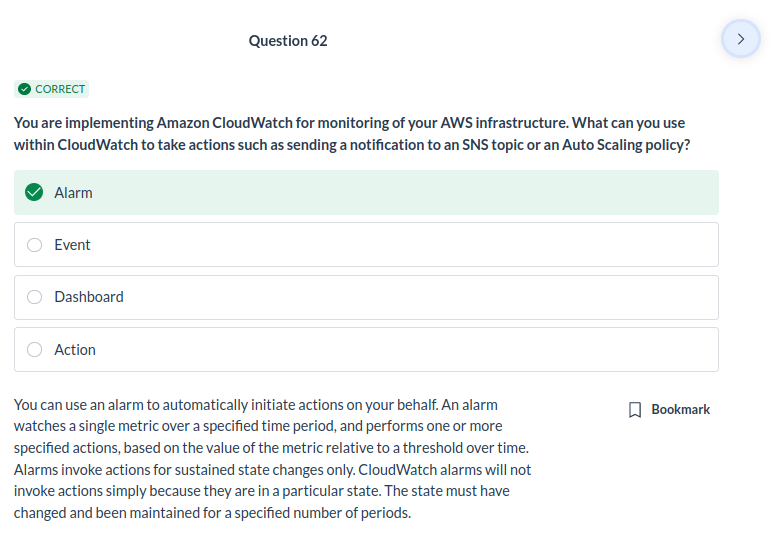 Question 62
CORRECT
You are implementing Amazon CloudWatch for monitoring of your AWS infrastructure. What can you use
within CloudWatch to take actions such as sending a notification to an SNS topic or an Auto Scaling policy?
Alarm
Event
Dashboard
Action
You can use an alarm to automatically initiate actions on your behalf. An alarm
watches a single metric over a specified time period, and performs one or more
specified actions, based on the value of the metric relative to a threshold over time.
Alarms invoke actions for sustained state changes only. CloudWatch alarms will not
invoke actions simply because they are in a particular state. The state must have
changed and been maintained for a specified number of periods.
Bookmark